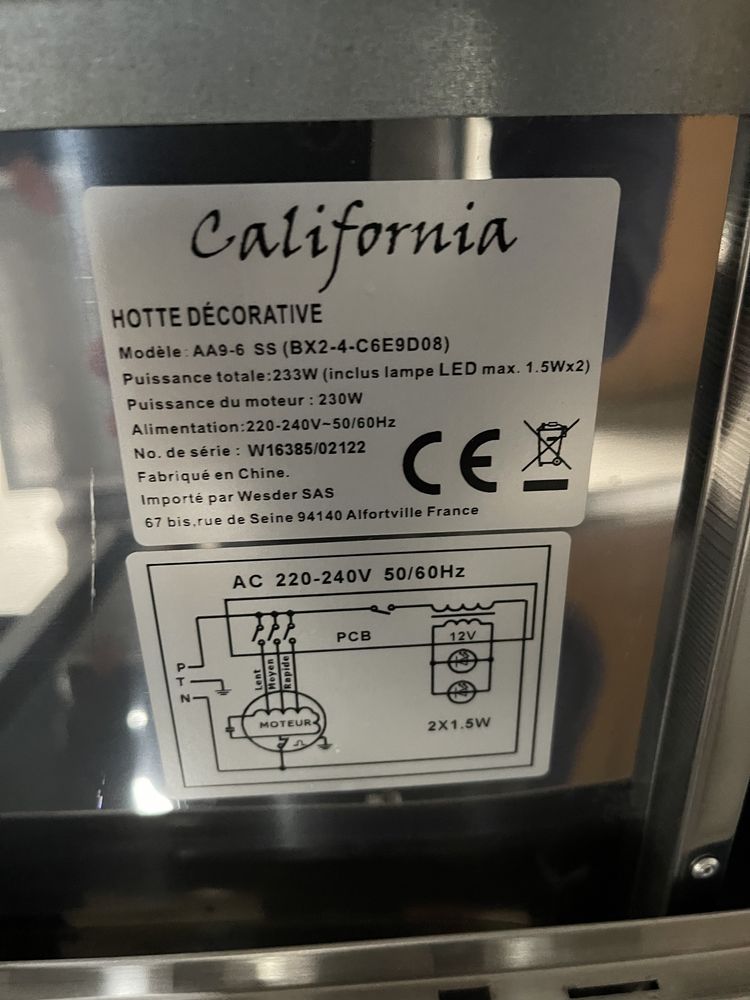 California
HOTTE DÉCORATIVE
Modèle: AA9-6 SS (BX2-4-C6E9D08)
Puissance totale:233W (inclus lampe LED max. 1.5Wx2)
Puissance du moteur : 230W
Alimentation:220-240V~50/60Hz
No. de série : W16385/02122
Fabriqué en Chine.
Importé par Wesder SAS
67 bis,rue de Seine 94140 Alfortville France
CE
AC 220-240V 50/60Hz
PCB
12V
P
T
N
Lent
Moyen
Rapide
MOTEUR
2X1.5W